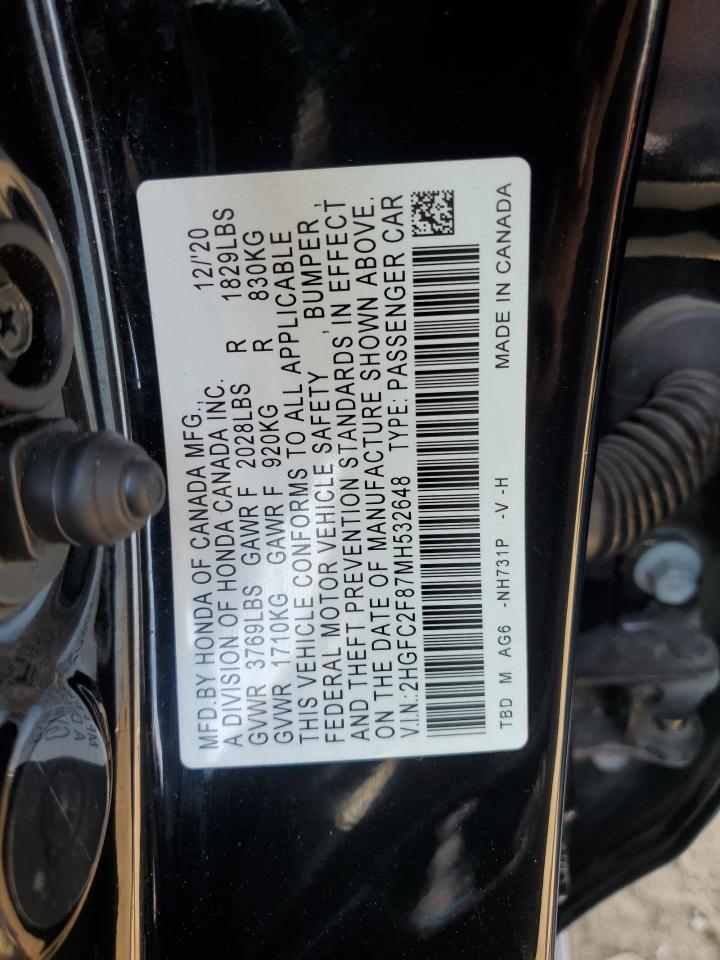 MFD.BY HONDA OF CANADA MFG.,
A DIVISION OF HONDA CANADA INC. 12/'20
GVWR 3769LBS GAWR F 2028LBS R 1829LBS
GVWR 1710KG GAWR F 920KG R 830KG
THIS VEHICLE CONFORMS TO ALL APPLICABLE
FEDERAL MOTOR VEHICLE SAFETY , BUMPER ,
AND THEFT PREVENTION STANDARDS IN EFFECT
ON THE DATE OF MANUFACTURE SHOWN ABOVE.
V.I.N.:2HGFC2F87MH532648 TYPE: PASSENGER CAR
TBD M AG6 -NH731P -V -H MADE IN CANADA